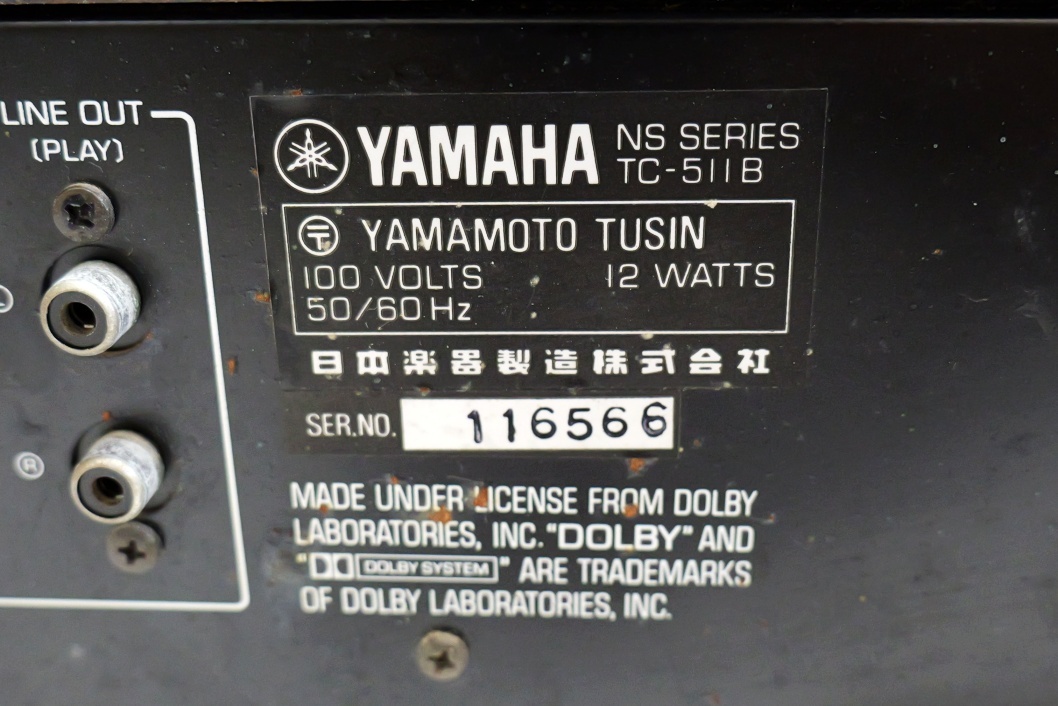 LINE OUT
(PLAY)
R
YAMAHA NS SERIES
TC-511B
〒 YAMAMOTO TUSIN
100 VOLTS 12 WATTS
50/60 Hz
日本楽器製造株式会社
SER.NO. 116566
MADE UNDER LICENSE FROM DOLBY
LABORATORIES, INC. "DOLBY" AND
"DOLBY SYSTEM" ARE TRADEMARKS
OF DOLBY LABORATORIES, INC.